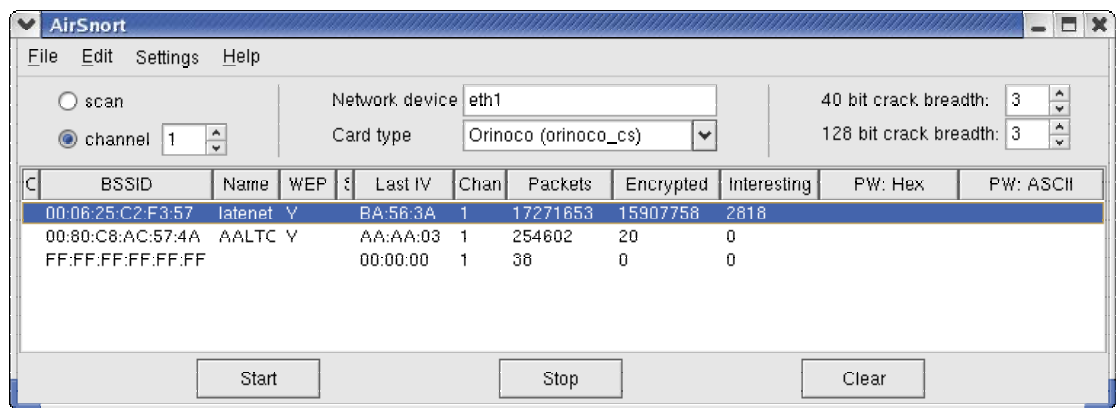 AirSnort
File Edit Settings Help
scan Network device eth1 40 bit crack breadth: 3
channel 1 Card type Orinoco (orinoco_cs) 128 bit crack breadth: 3
C BSSID Name WEP Last IV Chan Packets Encrypted Interesting PW: Hex PW: ASCII
00:06:25:C2:F3:57 latenet Y BA:56:3A 1 17271653 15907758 2818
00:80:C8:AC:57:4A AALTC Y AA:AA:03 1 254602 20 0
FF:FF:FF:FF:FF:FF 00:00:00 1 38 0 0
Start Stop Clear